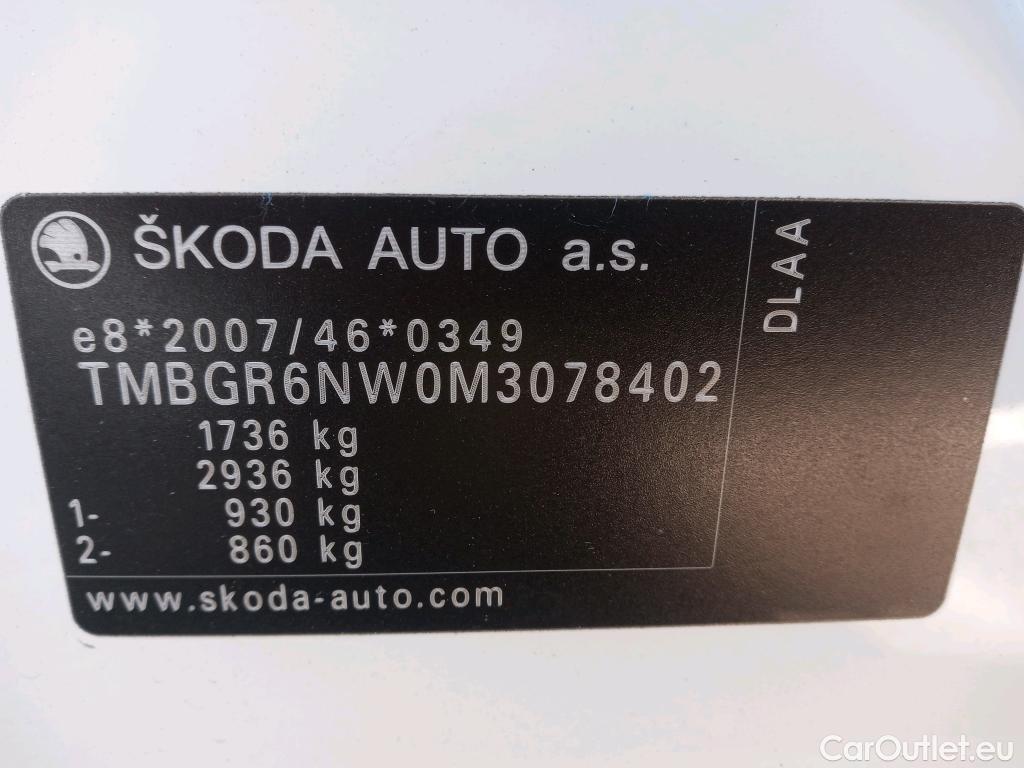 ŠKODA AUTO a.s.
DLAA
e8*2007/46*0349
TMBGR6NW0M3078402
1736 kg
2936 kg
1- 930 kg
2- 860 kg
www.skoda-auto.com
CarOutlet.eu